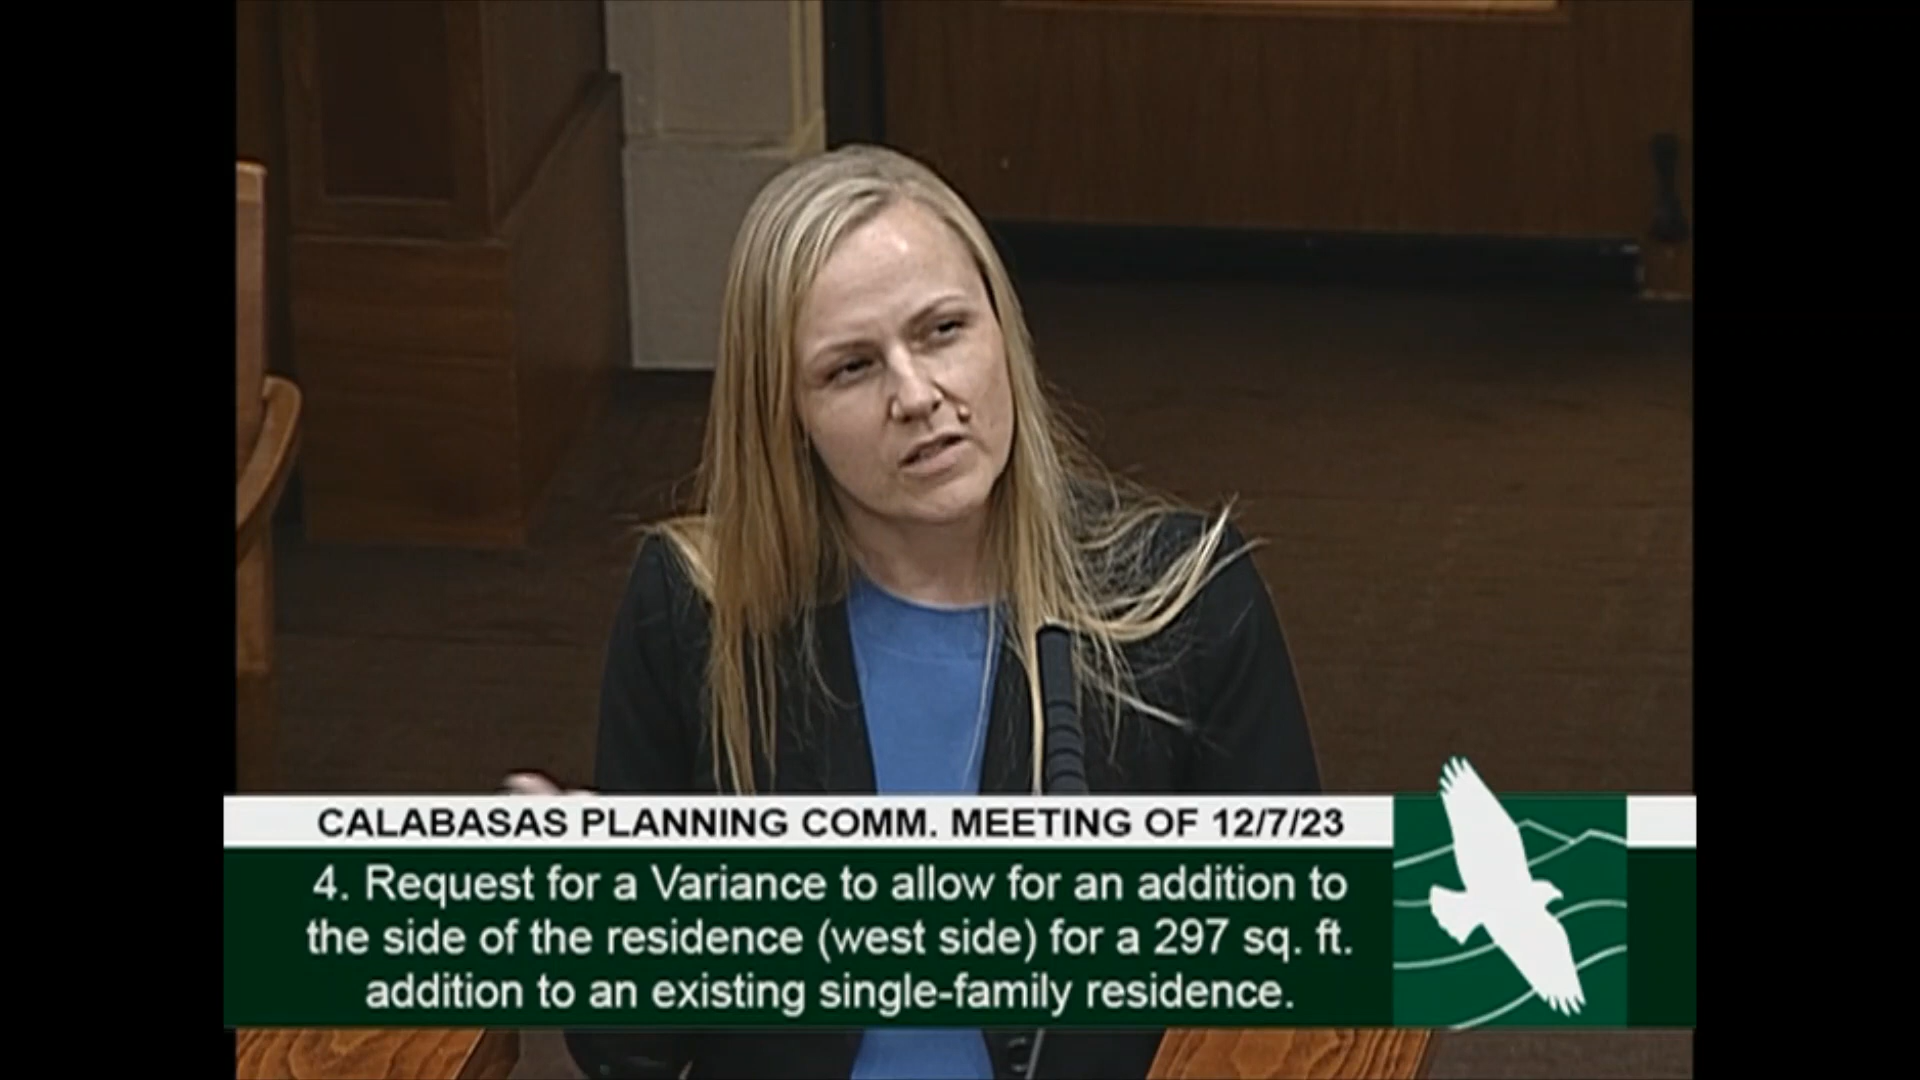 CALABASAS PLANNING COMM. MEETING OF 12/7/23
4. Request for a Variance to allow for an addition to
the side of the residence (west side) for a 297 sq. ft.
addition to an existing single-family residence.